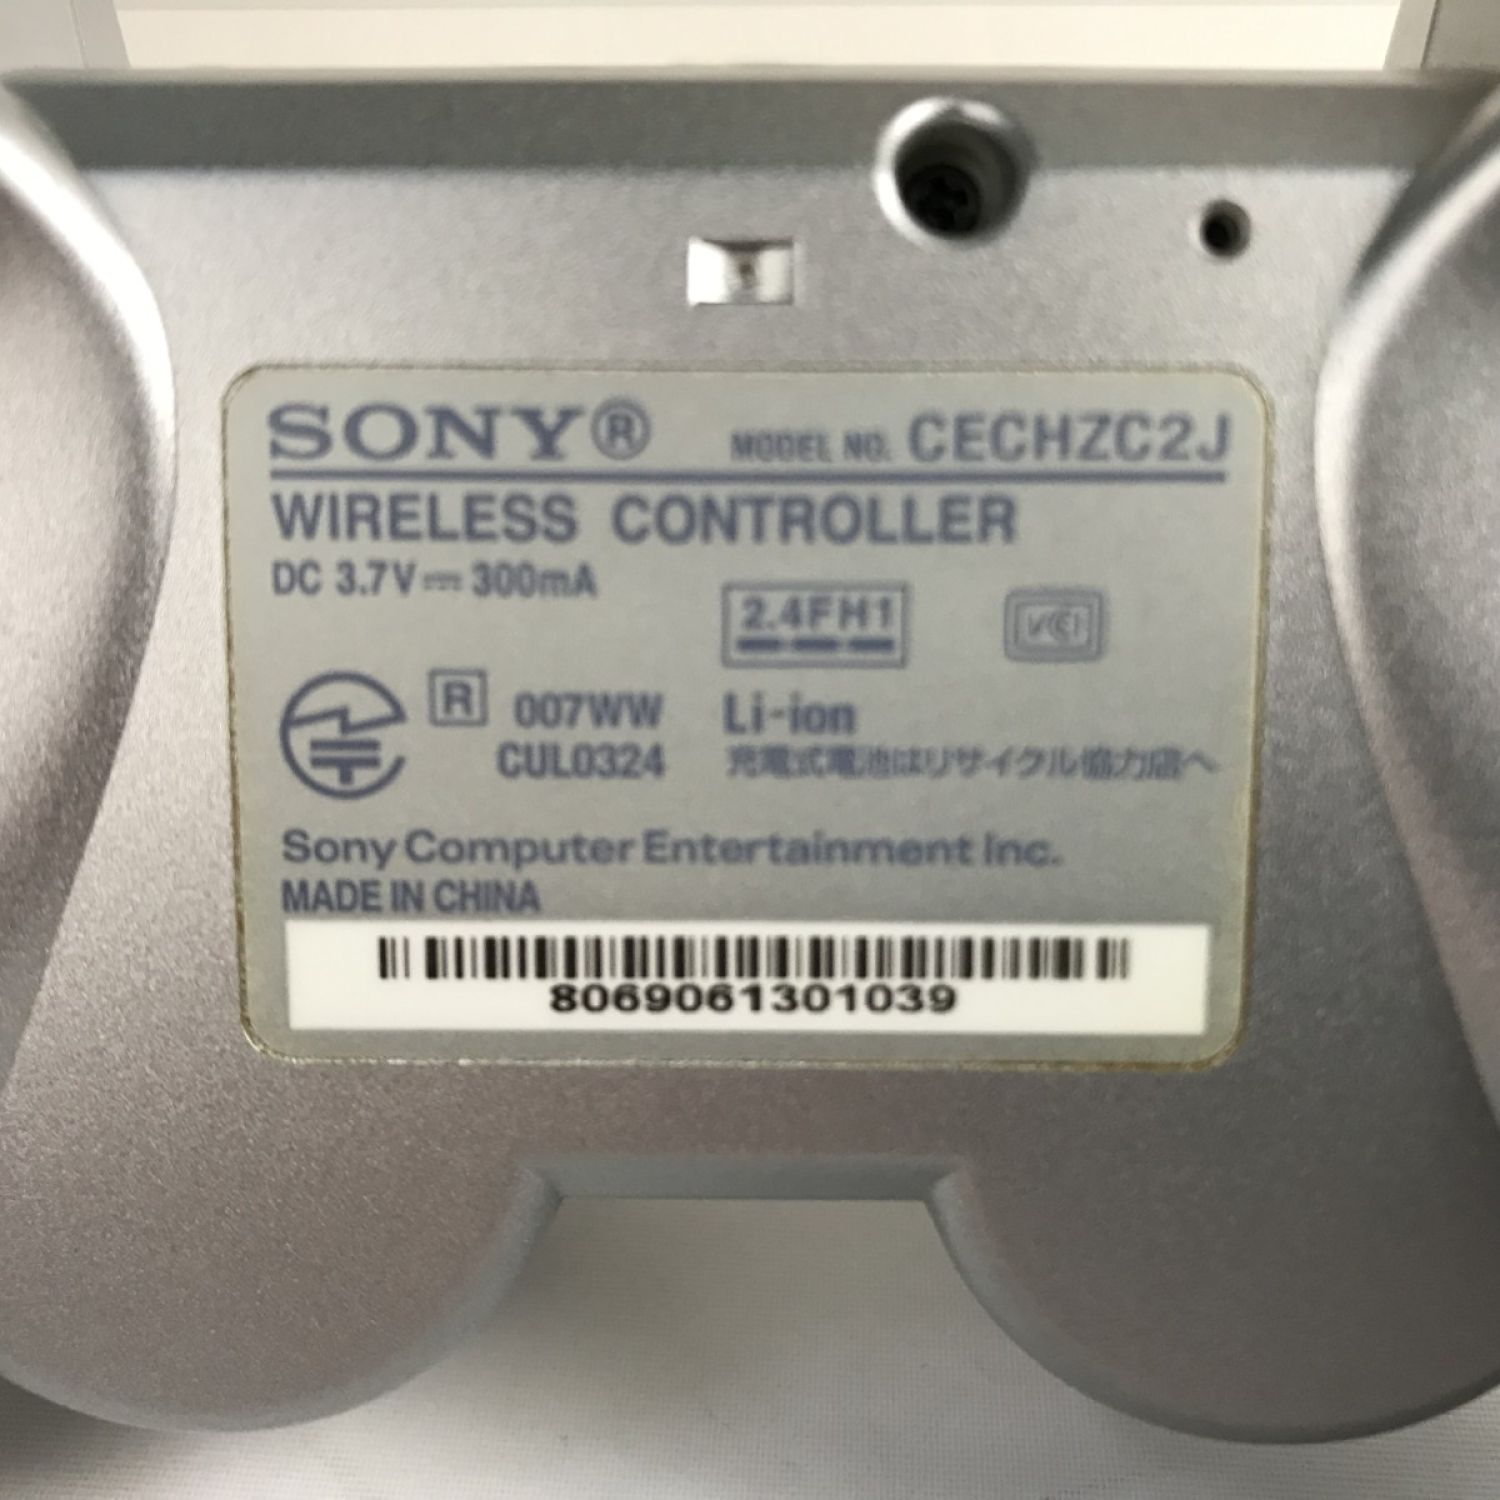 SONY® MODEL NO. CECHZC2J
WIRELESS CONTROLLER
DC 3.7V⎓300mA
2.4FH1
VCCI
R 007WW
CUL0324
Li-ion
充電式電池はリサイクル協力店へ
Sony Computer Entertainment Inc.
MADE IN CHINA
8069061301039